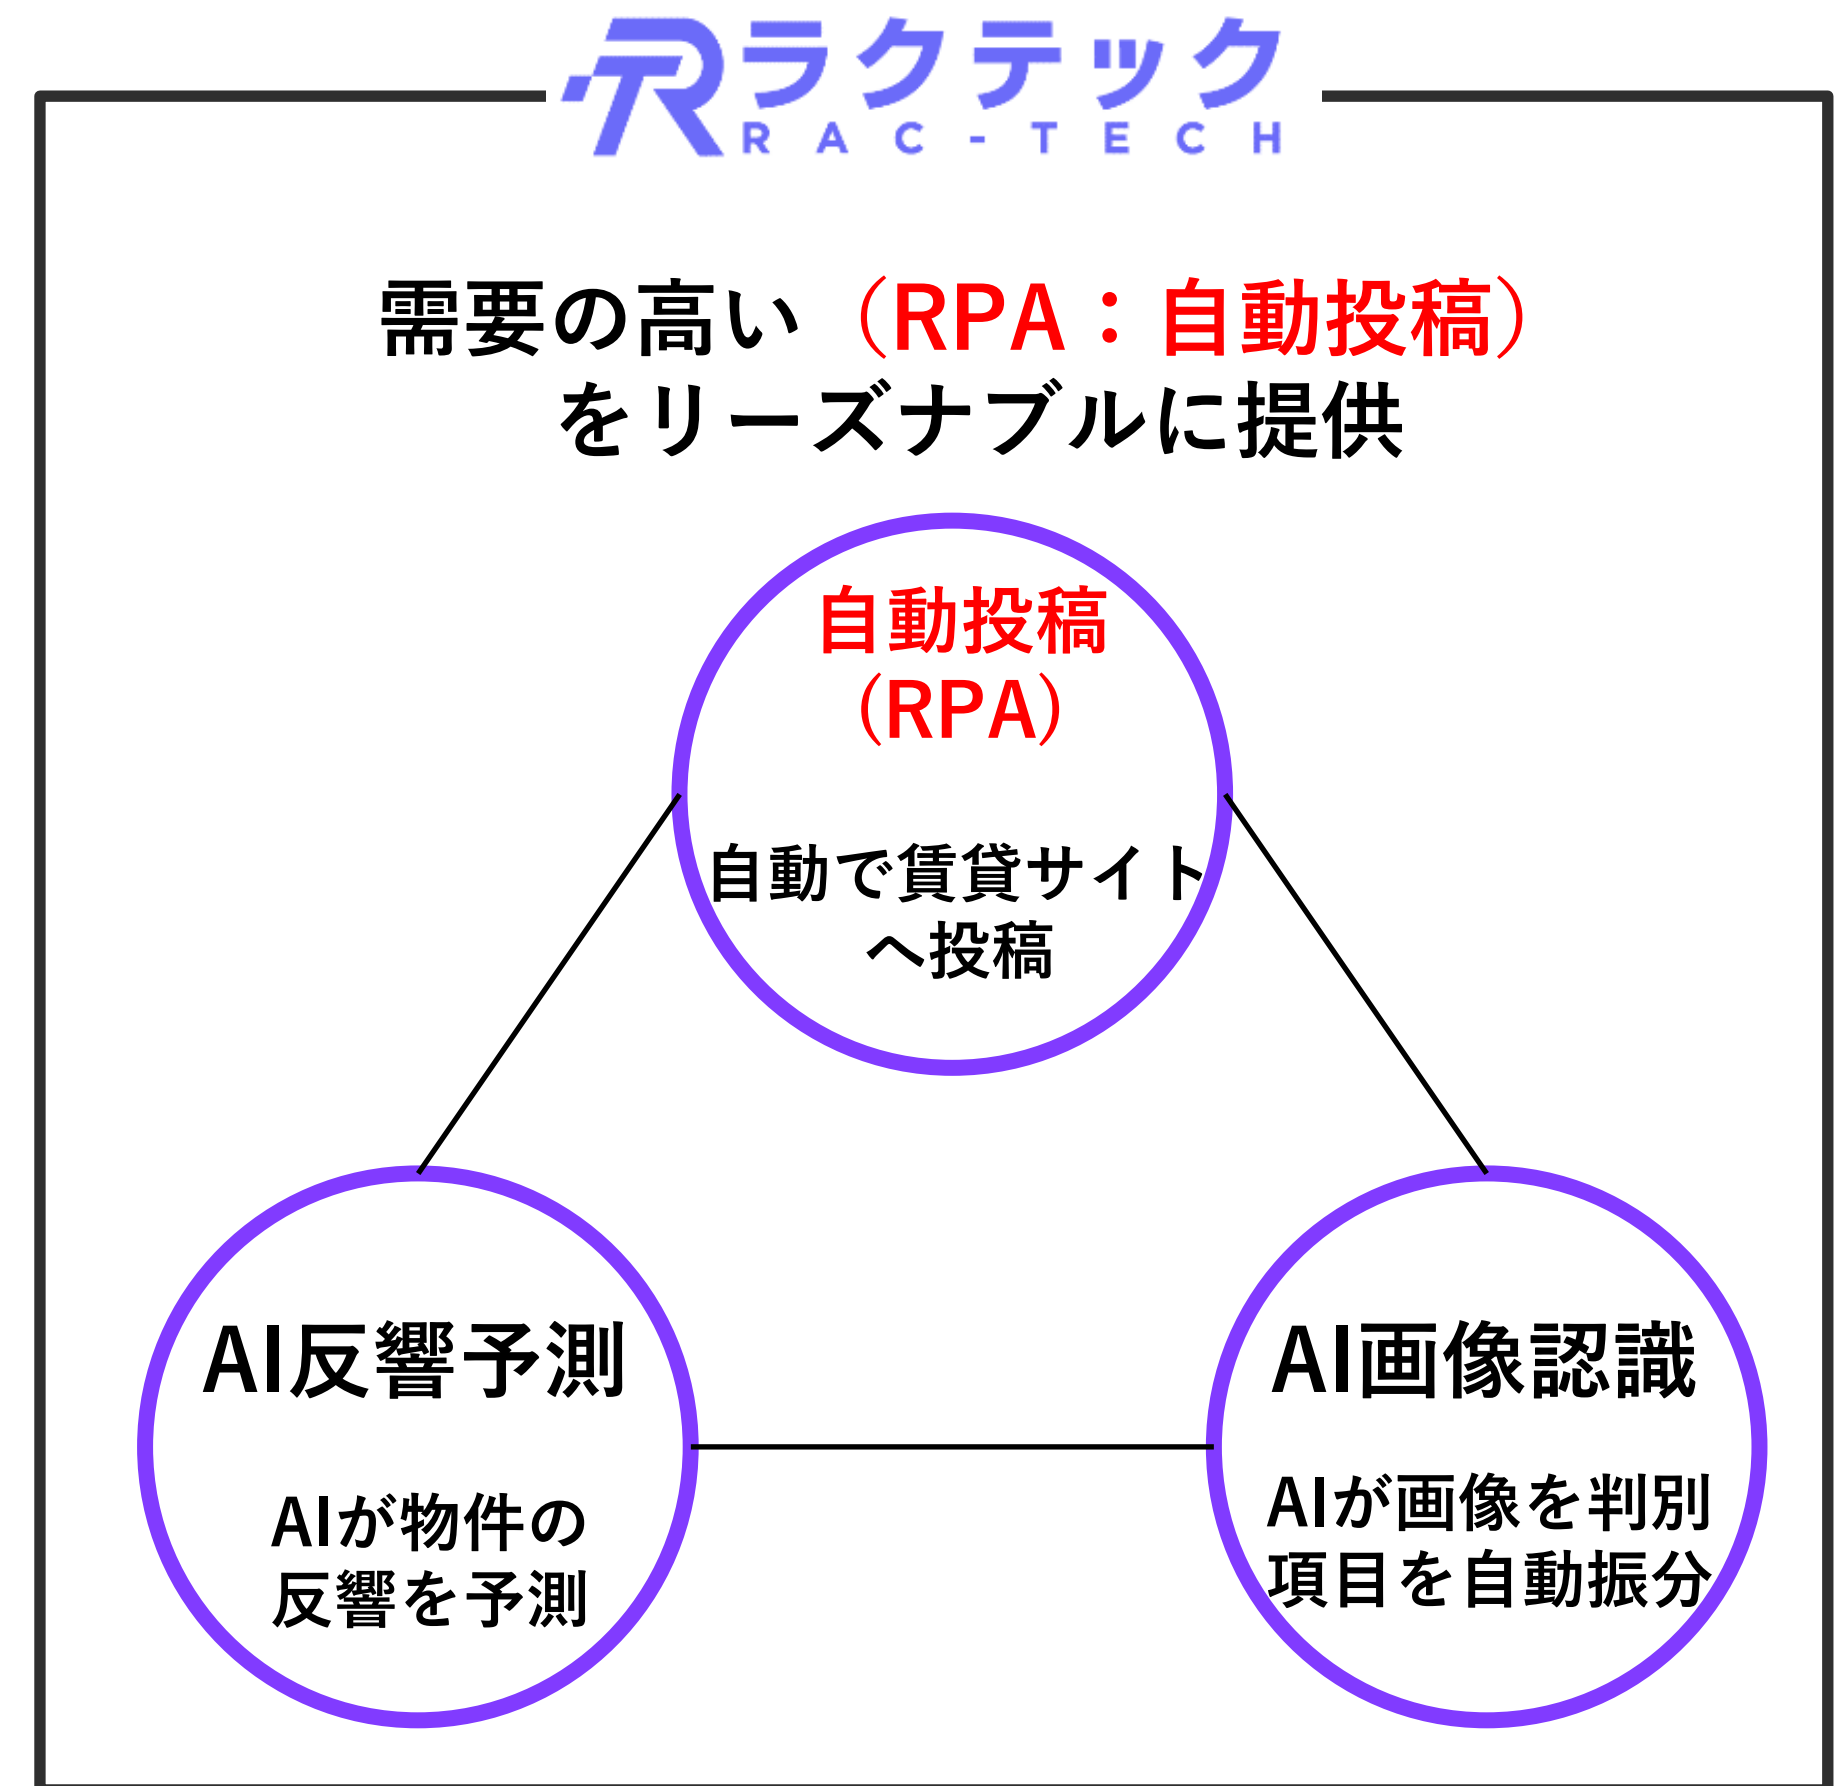 ラクテック
RAC-TECH
需要の高い（RPA：自動投稿）
をリーズナブルに提供
自動投稿
（RPA）
自動で賃貸サイト
へ投稿
AI反響予測
AIが物件の
反響を予測
AI画像認識
AIが画像を判別
項目を自動振分